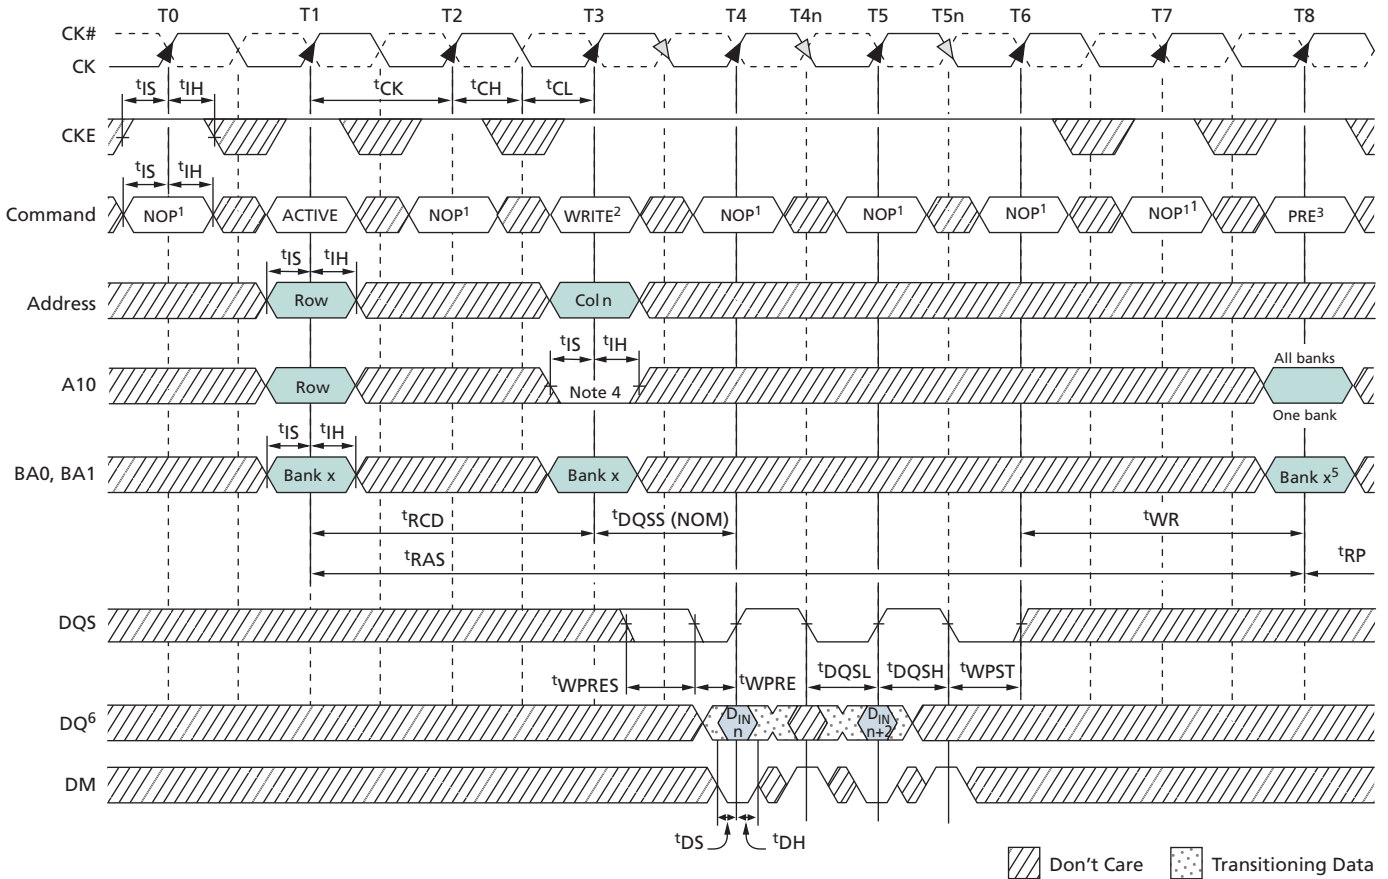 T0 T1 T2 T3 T4 T4n T5 T5n T6 T7 T8
CK#
CK
tIS tIH tCK tCH tCL
CKE
tIS tIH
Command NOP1 ACTIVE NOP1 WRITE2 NOP1 NOP1 NOP1 NOP11 PRE3
tIS tIH
Address Row Col n
tIS tIH All banks
A10 Row Note 4
One bank
tIS tIH
BA0, BA1 Bank x Bank x Bank x5
tRCD tDQSS (NOM) tWR
tRAS tRP
DQS
tWPRES tWPRE tDQSL tDQSH tWPST
DQ6 DIN n DIN n+2
DM
tDS tDH
Don't Care Transitioning Data